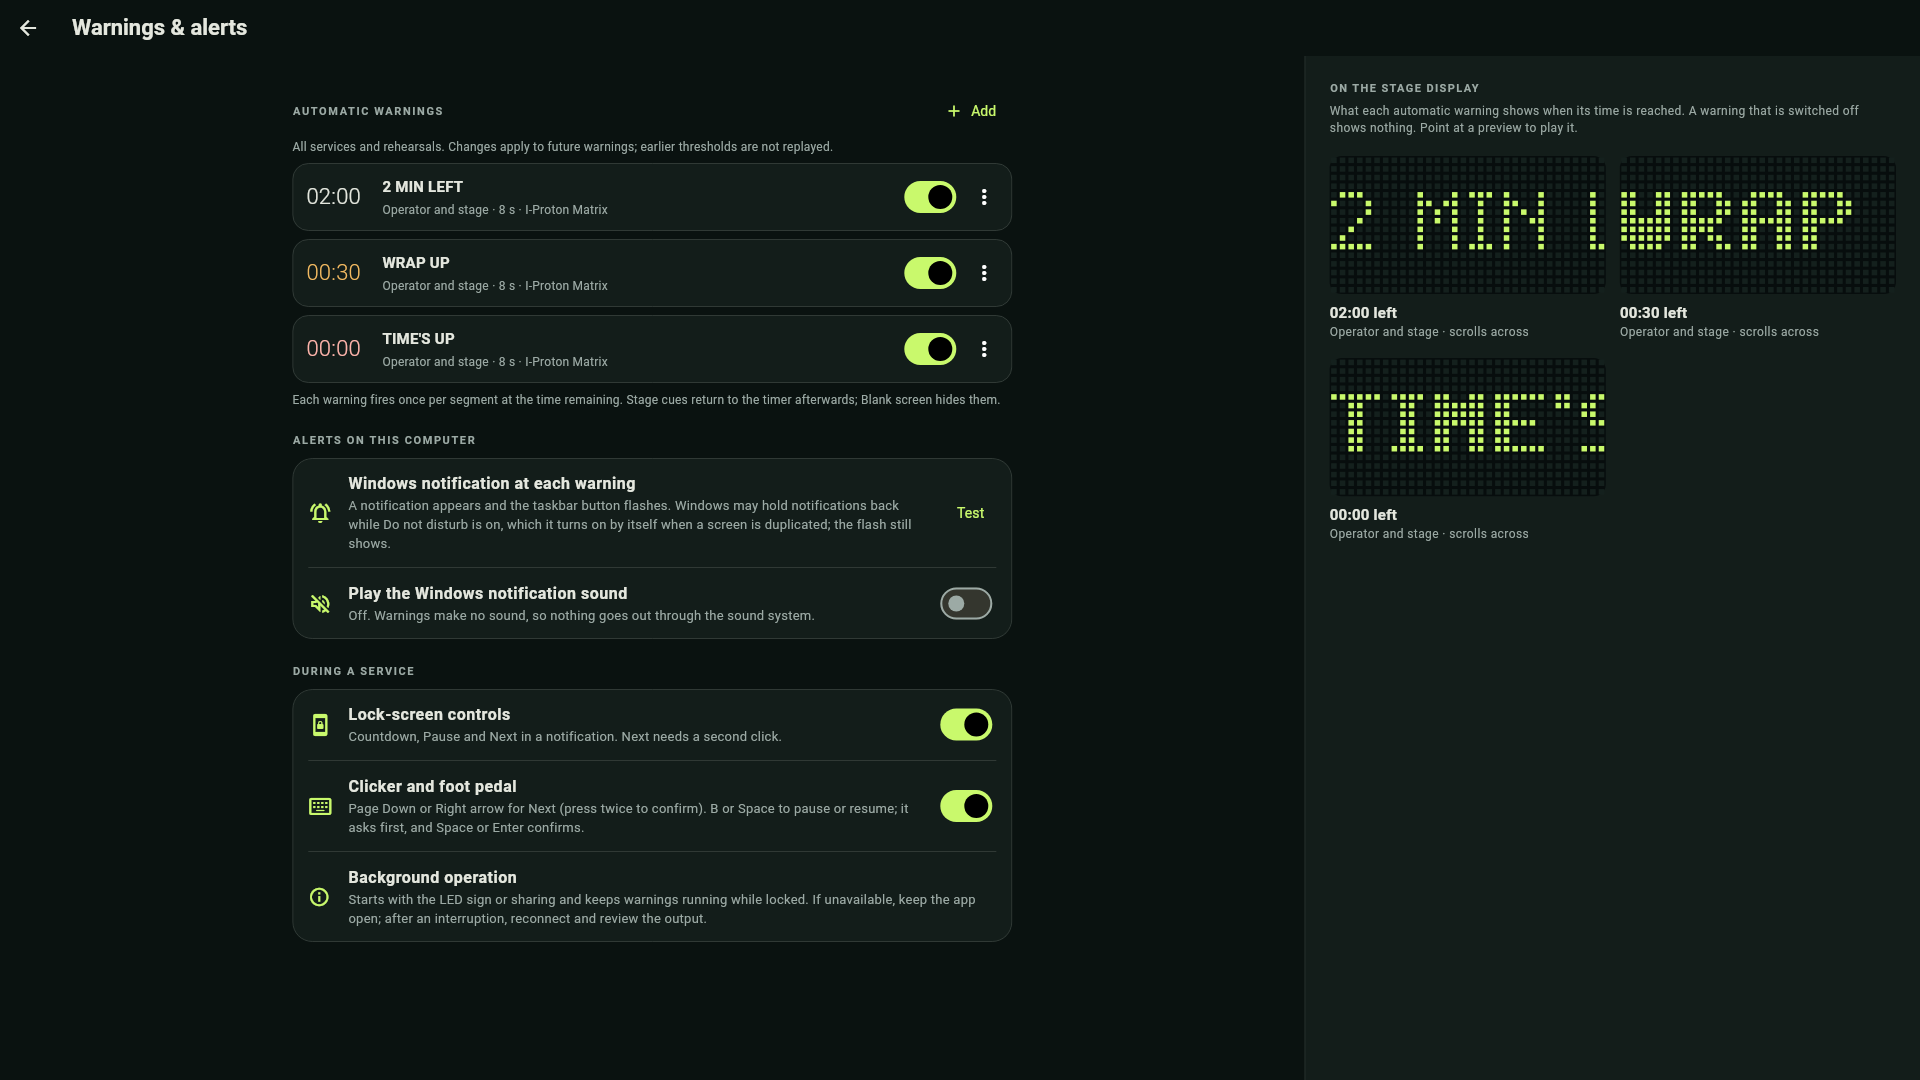 Warnings & alerts
AUTOMATIC WARNINGS
Add
All services and rehearsals. Changes apply to future warnings; earlier thresholds are not replayed.
02:00
2 MIN LEFT
Operator and stage · 8 s · I-Proton Matrix
00:30
WRAP UP
Operator and stage · 8 s · I-Proton Matrix
00:00
TIME'S UP
Operator and stage · 8 s · I-Proton Matrix
Each warning fires once per segment at the time remaining. Stage cues return to the timer afterwards; Blank screen hides them.
ALERTS ON THIS COMPUTER
Windows notification at each warning
A notification appears and the taskbar button flashes. Windows may hold notifications back
while Do not disturb is on, which it turns on by itself when a screen is duplicated; the flash still
shows.
Test
Play the Windows notification sound
Off. Warnings make no sound, so nothing goes out through the sound system.
DURING A SERVICE
Lock-screen controls
Countdown, Pause and Next in a notification. Next needs a second click.
Clicker and foot pedal
Page Down or Right arrow for Next (press twice to confirm). B or Space to pause or resume; it
asks first, and Space or Enter confirms.
Background operation
Starts with the LED sign or sharing and keeps warnings running while locked. If unavailable, keep the app
open; after an interruption, reconnect and review the output.
ON THE STAGE DISPLAY
What each automatic warning shows when its time is reached. A warning that is switched off
shows nothing. Point at a preview to play it.
2 MIN L
WRAP
02:00 left
Operator and stage · scrolls across
00:30 left
Operator and stage · scrolls across
TIME'S
00:00 left
Operator and stage · scrolls across